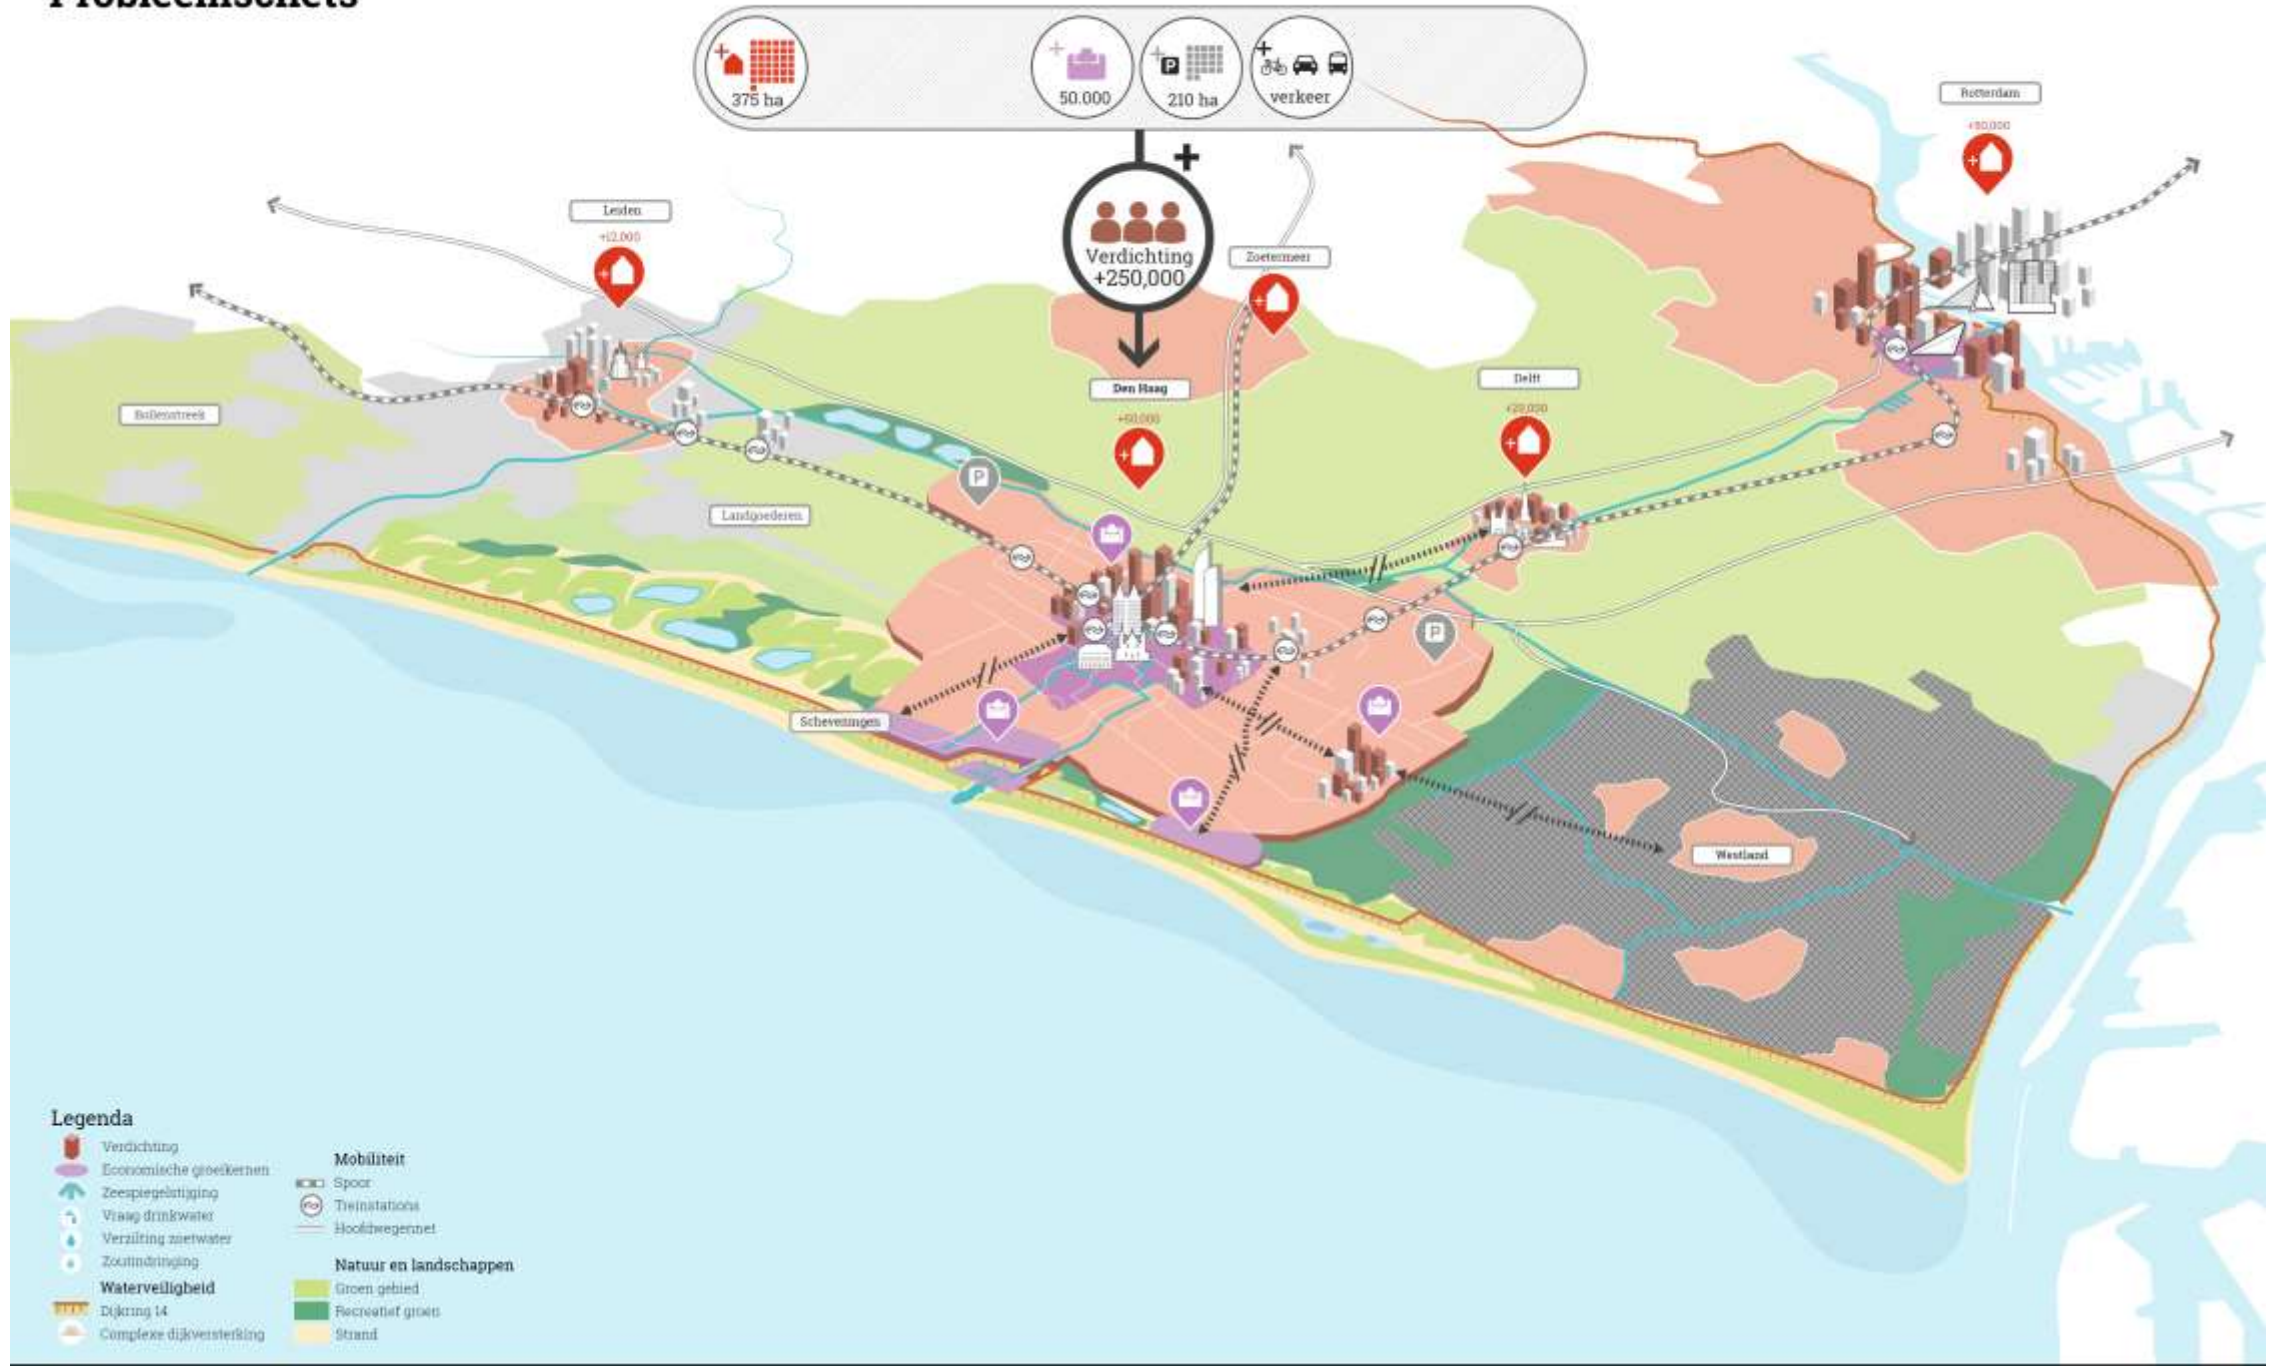 Probleemschets
375 ha
50.000
210 ha
verkeer
Rotterdam
+50,000
Leiden
+12,000
Verdichting
+250,000
Zoetermeer
Den Haag
+60,000
Delft
+20,000
Bollenstreek
Landgoederen
Scheveningen
Westland
P
P
P
Legenda
Verdichting
Economische groeikernen
Zeespiegelstijging
Vraag drinkwater
Verzilting zoetwater
Zoutindringing
Waterveiligheid
Dijkring 14
Complexe dijkversterking
Mobiliteit
Spoor
Treinstations
Hoofdwegennet
Natuur en landschappen
Groen gebied
Recreatief groen
Strand